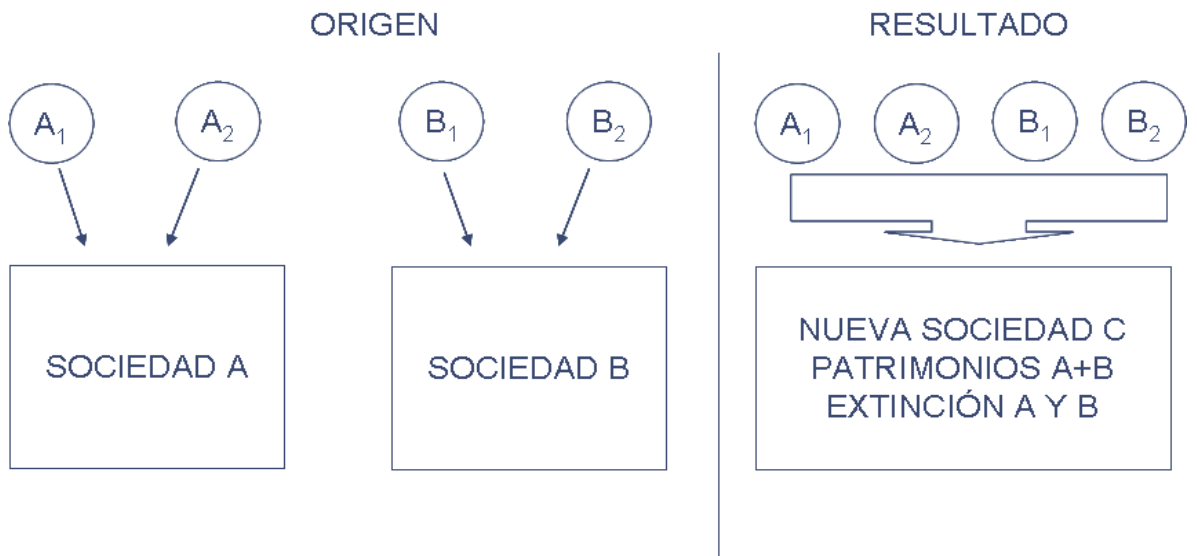 ORIGEN
RESULTADO
A1
A2
B1
B2
A1
A2
B1
B2
SOCIEDAD A
SOCIEDAD B
NUEVA SOCIEDAD C
PATRIMONIOS A+B
EXTINCIÓN A Y B